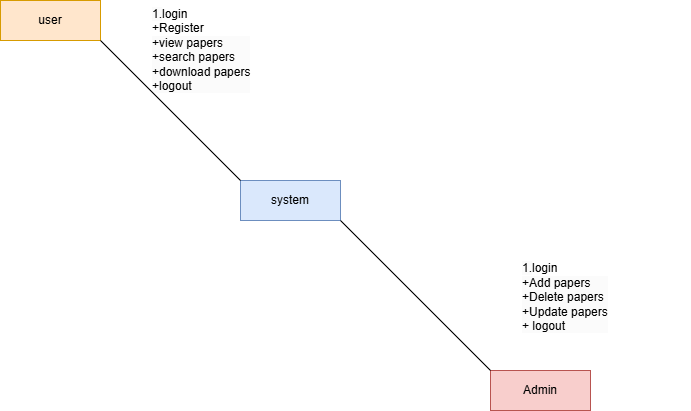 user
1.login
+Register
+view papers
+search papers
+download papers
+logout
system
1.login
+Add papers
+Delete papers
+Update papers
+ logout
Admin